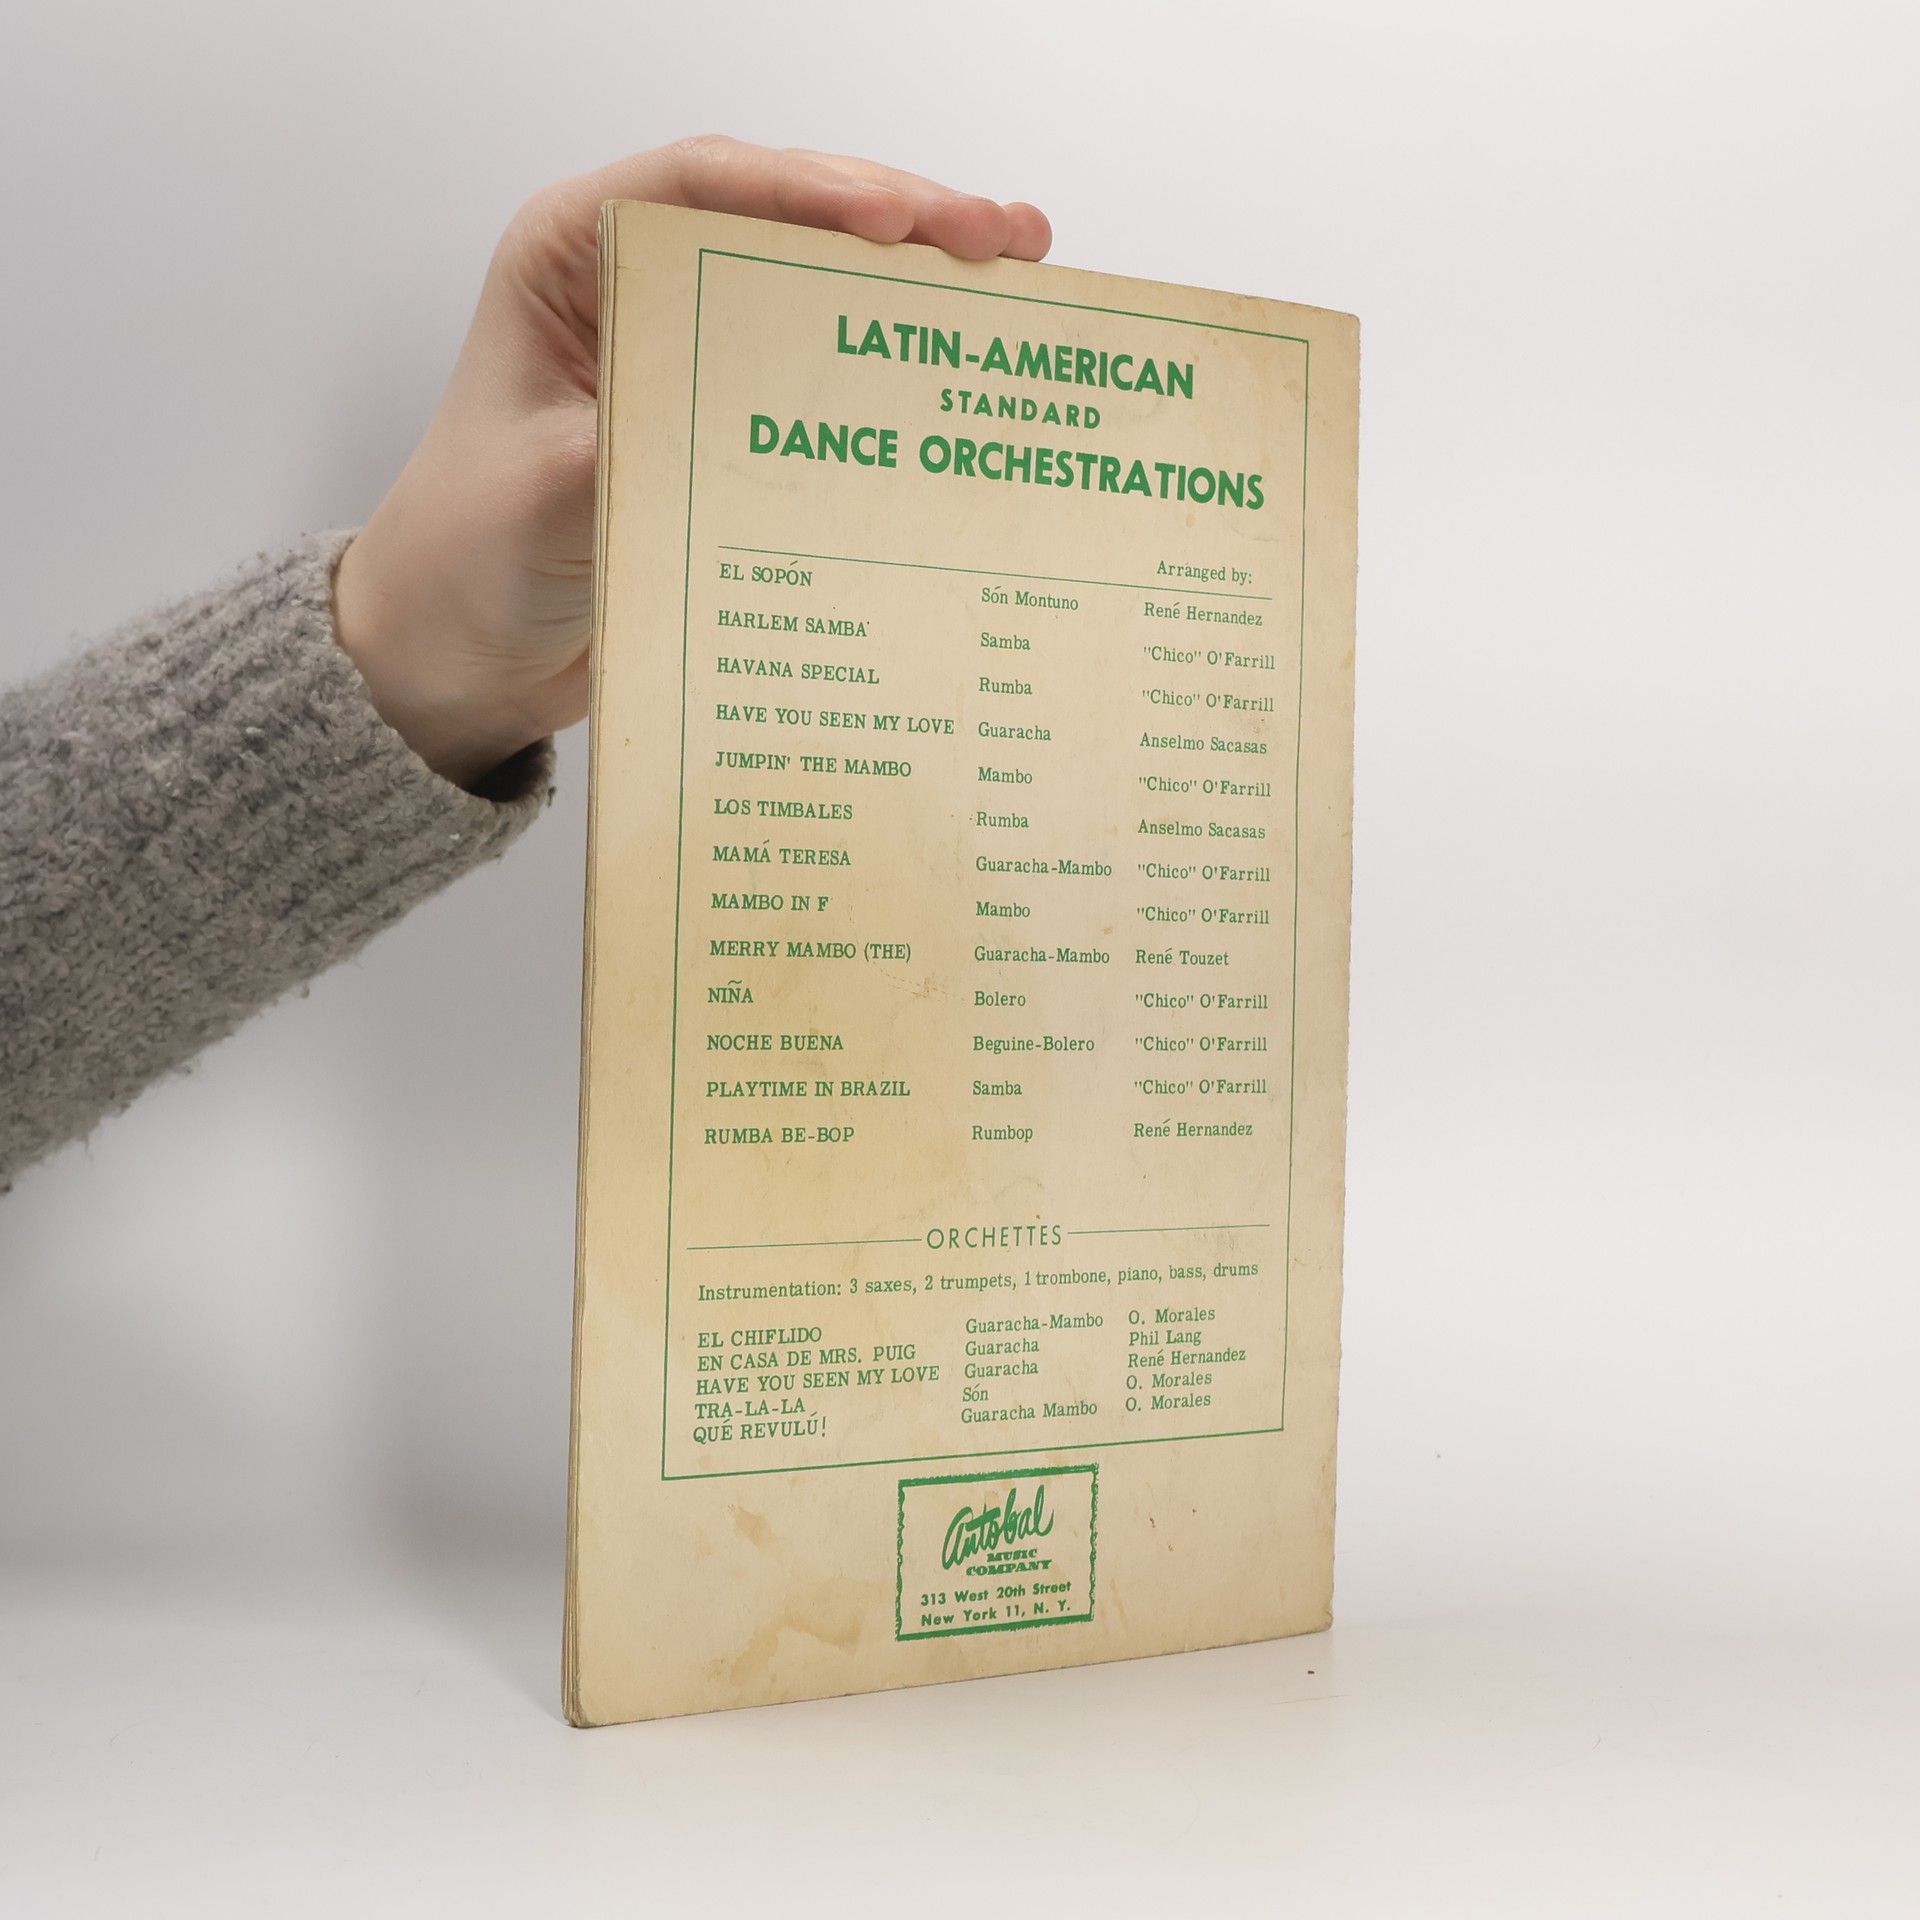 LATIN-AMERICAN
STANDARD
DANCE ORCHESTRATIONS
Arranged by:
EL SOPÓN Són Montuno René Hernandez
HARLEM SAMBA Samba "Chico" O'Farrill
HAVANA SPECIAL Rumba "Chico" O'Farrill
HAVE YOU SEEN MY LOVE Guaracha Anselmo Sacasas
JUMPIN' THE MAMBO Mambo "Chico" O'Farrill
LOS TIMBALES Rumba Anselmo Sacasas
MAMÁ TERESA Guaracha-Mambo "Chico" O'Farrill
MAMBO IN F Mambo "Chico" O'Farrill
MERRY MAMBO (THE) Guaracha-Mambo René Touzet
NIÑA Bolero "Chico" O'Farrill
NOCHE BUENA Beguine-Bolero "Chico" O'Farrill
PLAYTIME IN BRAZIL Samba "Chico" O'Farrill
RUMBA BE-BOP Rumbop René Hernandez
ORCHETTES
Instrumentation: 3 saxes, 2 trumpets, 1 trombone, piano, bass, drums
EL CHIFLIDO Guaracha-Mambo O. Morales
EN CASA DE MRS. PUIG Guaracha Phil Lang
HAVE YOU SEEN MY LOVE Guaracha René Hernandez
TRA-LA-LA Són O. Morales
QUÉ REVULÚ! Guaracha Mambo O. Morales
Antobal
MUSIC
COMPANY
313 West 20th Street
New York 11, N. Y.